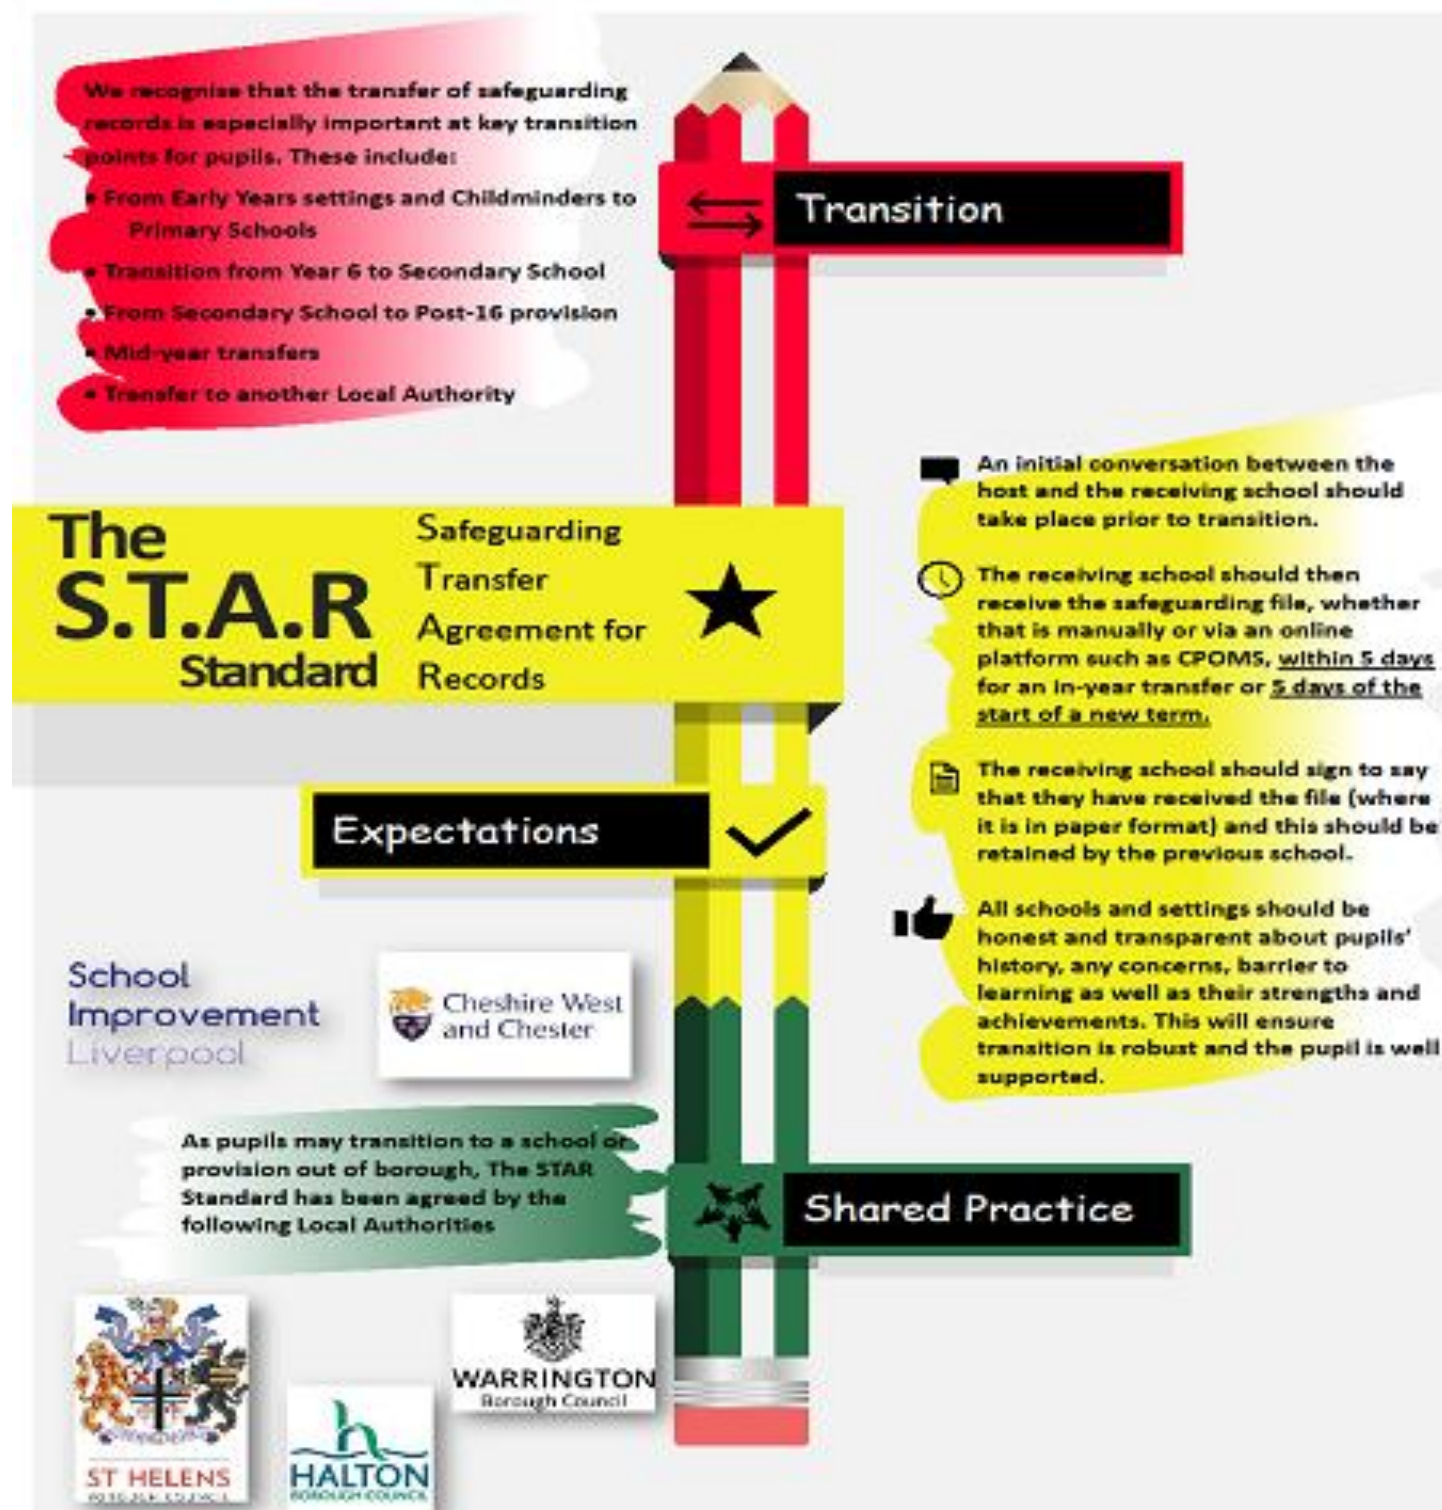 We recognise that the transfer of safeguarding
records is especially important at key transition
points for pupils. These include:
• From Early Years settings and Childminders to
Primary Schools
• Transition from Year 6 to Secondary School
• From Secondary School to Post-16 provision
• Mid-year transfers
• Transfer to another Local Authority
Transition
The
S.T.A.R
Standard
Safeguarding
Transfer
Agreement for
Records
An initial conversation between the
host and the receiving school should
take place prior to transition.
The receiving school should then
receive the safeguarding file, whether
that is manually or via an online
platform such as CPOMS, within 5 days
for an in-year transfer or 5 days of the
start of a new term.
The receiving school should sign to say
that they have received the file (where
it is in paper format) and this should be
retained by the previous school.
All schools and settings should be
honest and transparent about pupils'
history, any concerns, barrier to
learning as well as their strengths and
achievements. This will ensure
transition is robust and the pupil is well
supported.
Expectations
School
Improvement
Liverpool
Cheshire West
and Chester
As pupils may transition to a school or
provision out of borough, The STAR
Standard has been agreed by the
following Local Authorities
Shared Practice
WARRINGTON
Borough Council
ST HELENS
BOROUGH COUNCIL
HALTON
BOROUGH COUNCIL